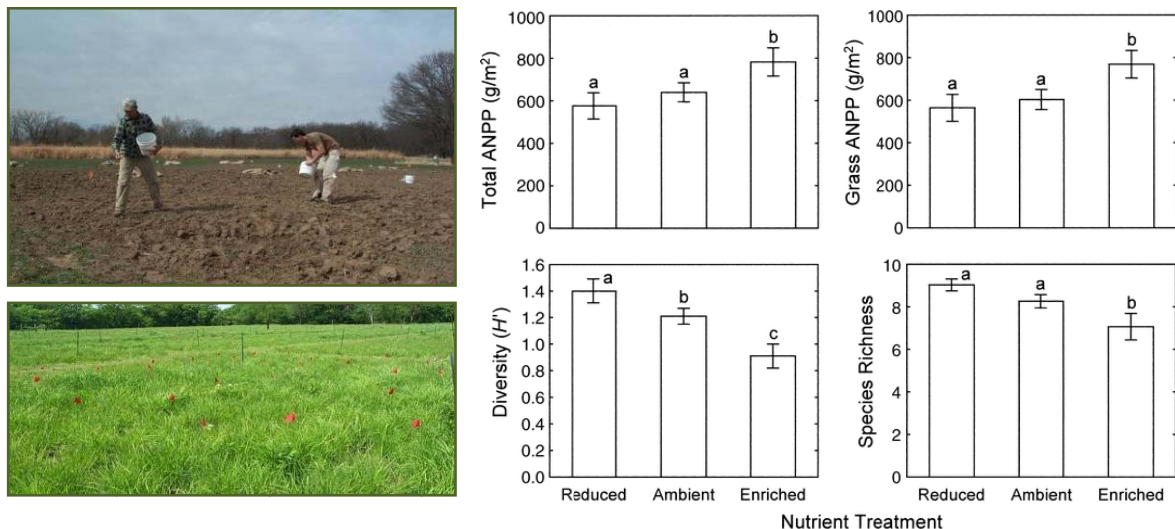 Total ANPP (g/m²)
1000
800
600
400
200
0
a
a
b
Grass ANPP (g/m²)
1000
800
600
400
200
0
a
a
b
Diversity (H')
1.6
1.4
1.2
1.0
0.8
0.6
0.4
0.2
0.0
a
b
c
Reduced Ambient Enriched
Species Richness
10
8
6
4
2
0
a
a
b
Reduced Ambient Enriched
Nutrient Treatment